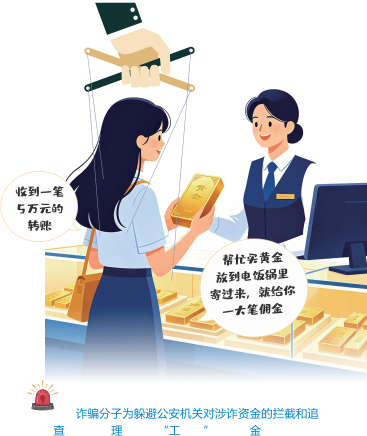 收到一笔
5万元的
转账
黄金
帮忙买黄金
放到电饭锅里
寄过来，就给你
一大笔佣金
诈骗分子为躲避公安机关对涉诈资金的拦截和追
查 理 “工 ” 金